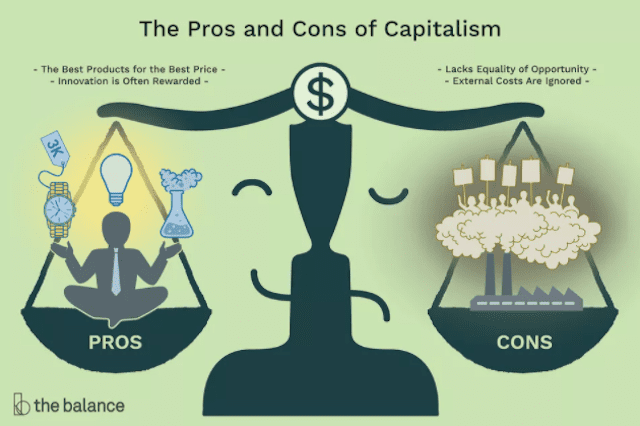 The Pros and Cons of Capitalism
- The Best Products for the Best Price -
- Innovation is Often Rewarded -
- Lacks Equality of Opportunity -
- External Costs Are Ignored -
$
3K
PROS
CONS
the balance